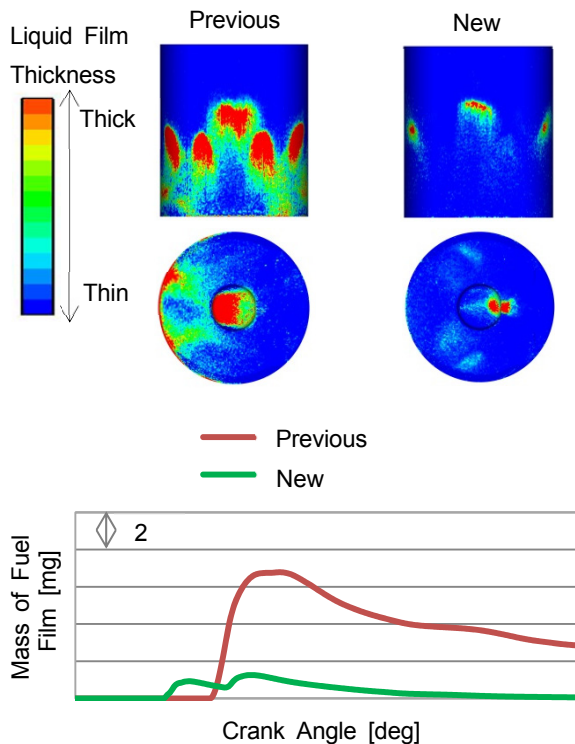 Previous
New
Liquid Film
Thickness
Thick
Thin
Previous
New
2
Mass of Fuel
Film [mg]
Crank Angle [deg]